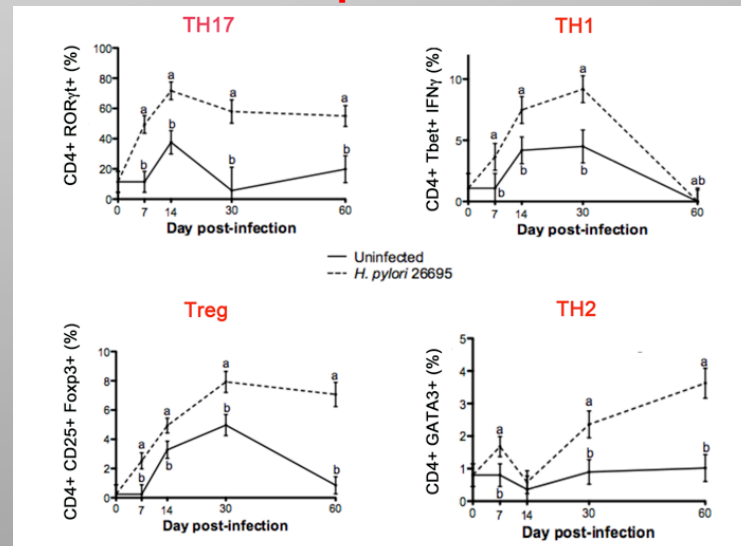 TH17
100
80
60
40
20
0
CD4+ RORγt+ (%)
a
a
a
a
b
b
b
b
0 7 14 30 60
Day post-infection
TH1
10
5
0
CD4+ Tbet+ IFNγ (%)
a
a
a
ab
b
b
b
0 7 14 30 60
Day post-infection
Uninfected
H. pylori 26695
Treg
10
8
6
4
2
0
CD4+ CD25+ Foxp3+ (%)
a
a
a
a
b
b
b
b
0 7 14 30 60
Day post-infection
TH2
5
4
3
2
1
0
CD4+ GATA3+ (%)
a
a
a
b
b
b
0 7 14 30 60
Day post-infection